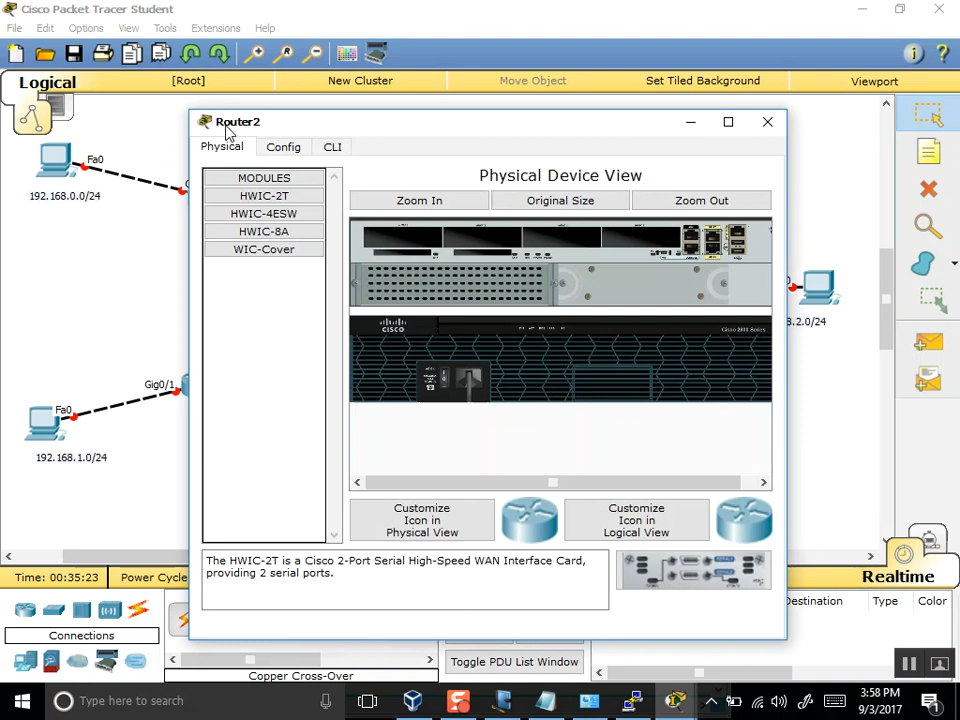 Cisco Packet Tracer Student
File Edit Options View Tools Extensions Help
Logical [Root] New Cluster Move Object Set Tiled Background Viewport
Fa0
192.168.0.0/24
Router2
Physical Config CLI
MODULES
HWIC-2T
HWIC-4ESW
HWIC-8A
WIC-Cover
Physical Device View
Zoom In Original Size Zoom Out
CISCO
Cisco 2900 Series
.2.0/24
Gig0/1
Fa0
192.168.1.0/24
Customize
Icon in
Physical View
Customize
Icon in
Logical View
The HWIC-2T is a Cisco 2-Port Serial High-Speed WAN Interface Card,
providing 2 serial ports.
Time: 00:35:23 Power Cycle
Realtime
Destination Type Color
Connections
Toggle PDU List Window
Copper Cross-Over
Type here to search
3:58 PM
9/3/2017
1